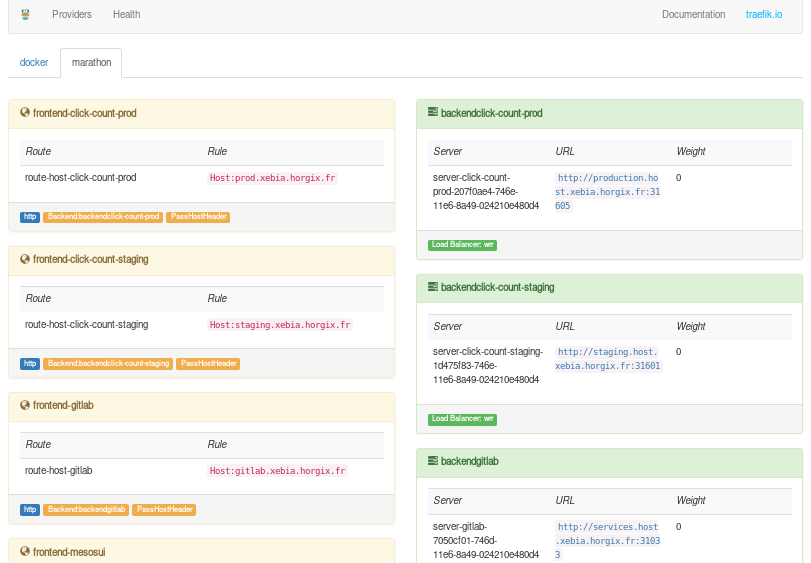 Providers Health Documentation traefik.io
docker marathon
frontend-click-count-prod
Route Rule
route-host-click-count-prod Host:prod.xebia.horgix.fr
http Backend:backendclick-count-prod PassHostHeader
frontend-click-count-staging
Route Rule
route-host-click-count-staging Host:staging.xebia.horgix.fr
http Backend:backendclick-count-staging PassHostHeader
frontend-gitlab
Route Rule
route-host-gitlab Host:gitlab.xebia.horgix.fr
http Backend:backendgitlab PassHostHeader
frontend-mesosui
backendclick-count-prod
Server URL Weight
server-click-count- http://production.ho 0
prod-207f0ae4-746e- st.xebia.horgix.fr:31
11e6-8a49-024210e480d4 605
Load Balancer: wrr
backendclick-count-staging
Server URL Weight
server-click-count-staging- http://staging.host. 0
1d475f83-746e- xebia.horgix.fr:31601
11e6-8a49-024210e480d4
Load Balancer: wrr
backendgitlab
Server URL Weight
server-gitlab- http://services.host 0
7050cf01-746d- .xebia.horgix.fr:3103
11e6-8a49-024210e480d4 3